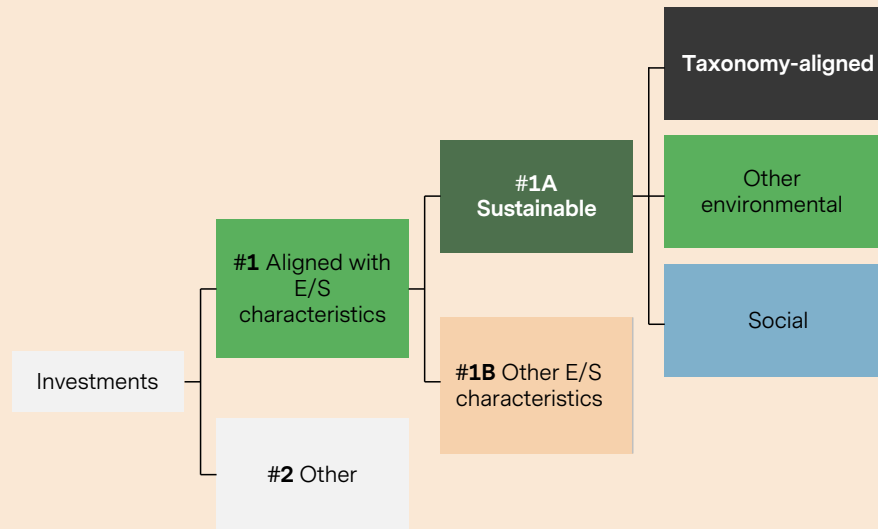 Investments
#1 Aligned with
E/S
characteristics
#2 Other
#1A
Sustainable
#1B Other E/S
characteristics
Taxonomy-aligned
Other
environmental
Social